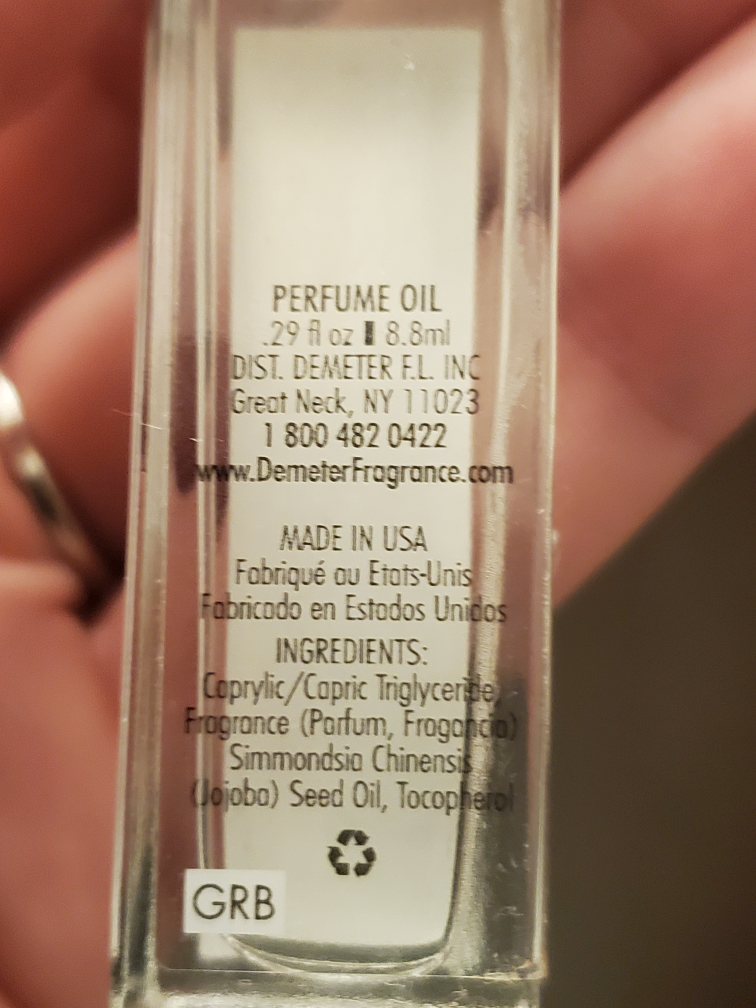 PERFUME OIL
.29 fl oz ▮ 8.8ml
DIST. DEMETER F.L. INC
Great Neck, NY 11023
1 800 482 0422
www.DemeterFragrance.com
MADE IN USA
Fabriqué au Etats-Unis
Fabricado en Estados Unidos
INGREDIENTS:
Caprylic/Capric Triglyceride,
Fragrance (Parfum, Fragancia)
Simmondsia Chinensis
(Jojoba) Seed Oil, Tocopherol
GRB